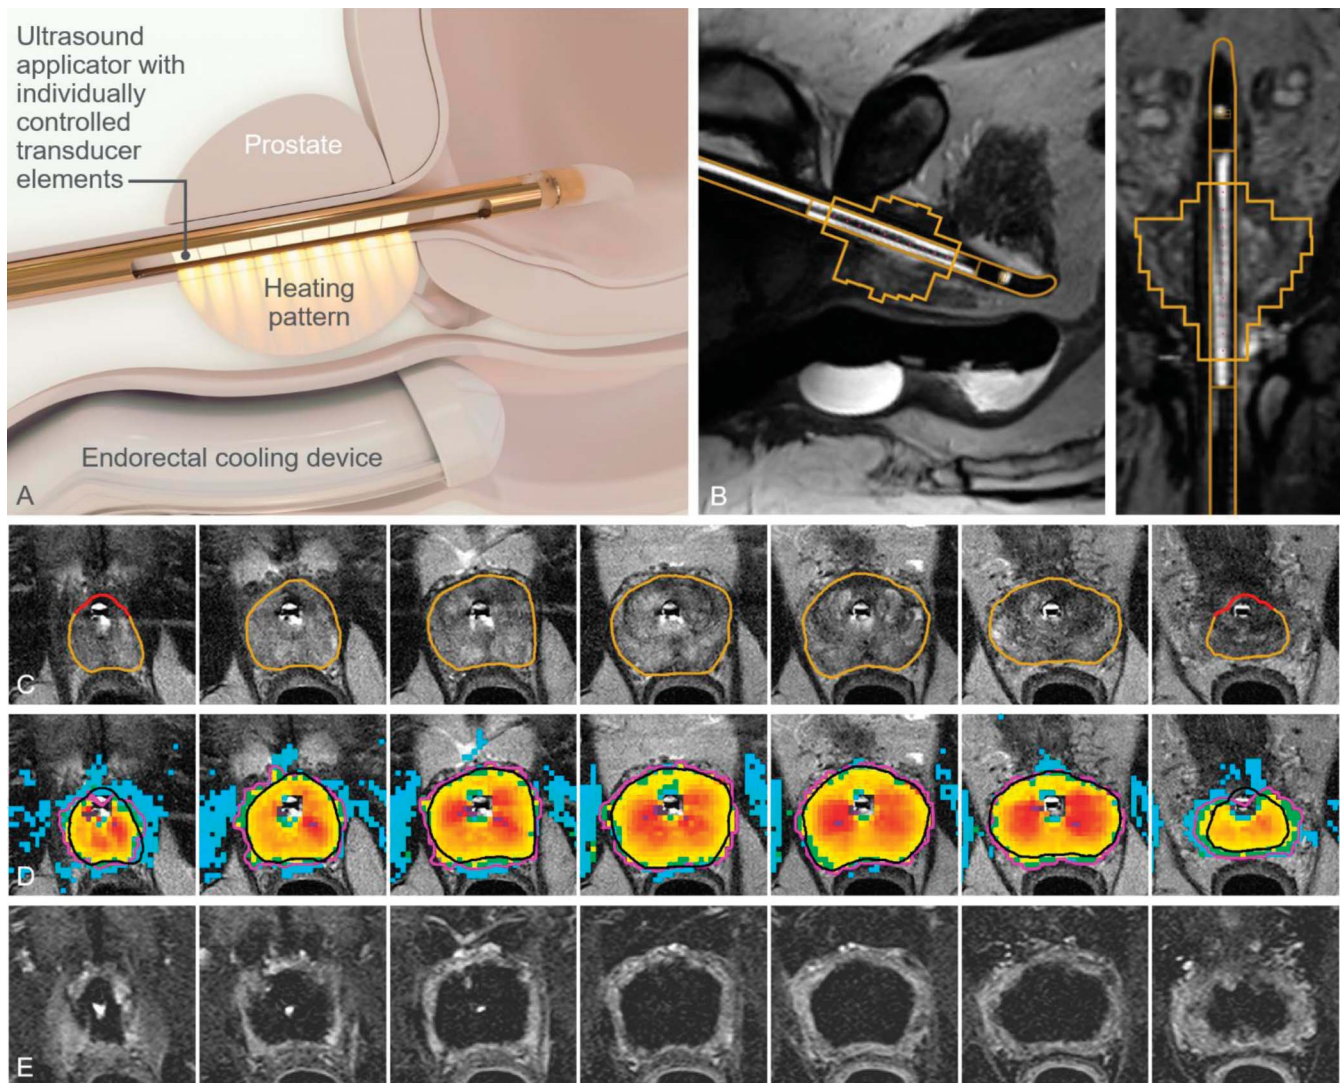 Ultrasound
applicator with
individually
controlled
transducer
elements
Prostate
Heating
pattern
Endorectal cooling device
A
B
C
D
E